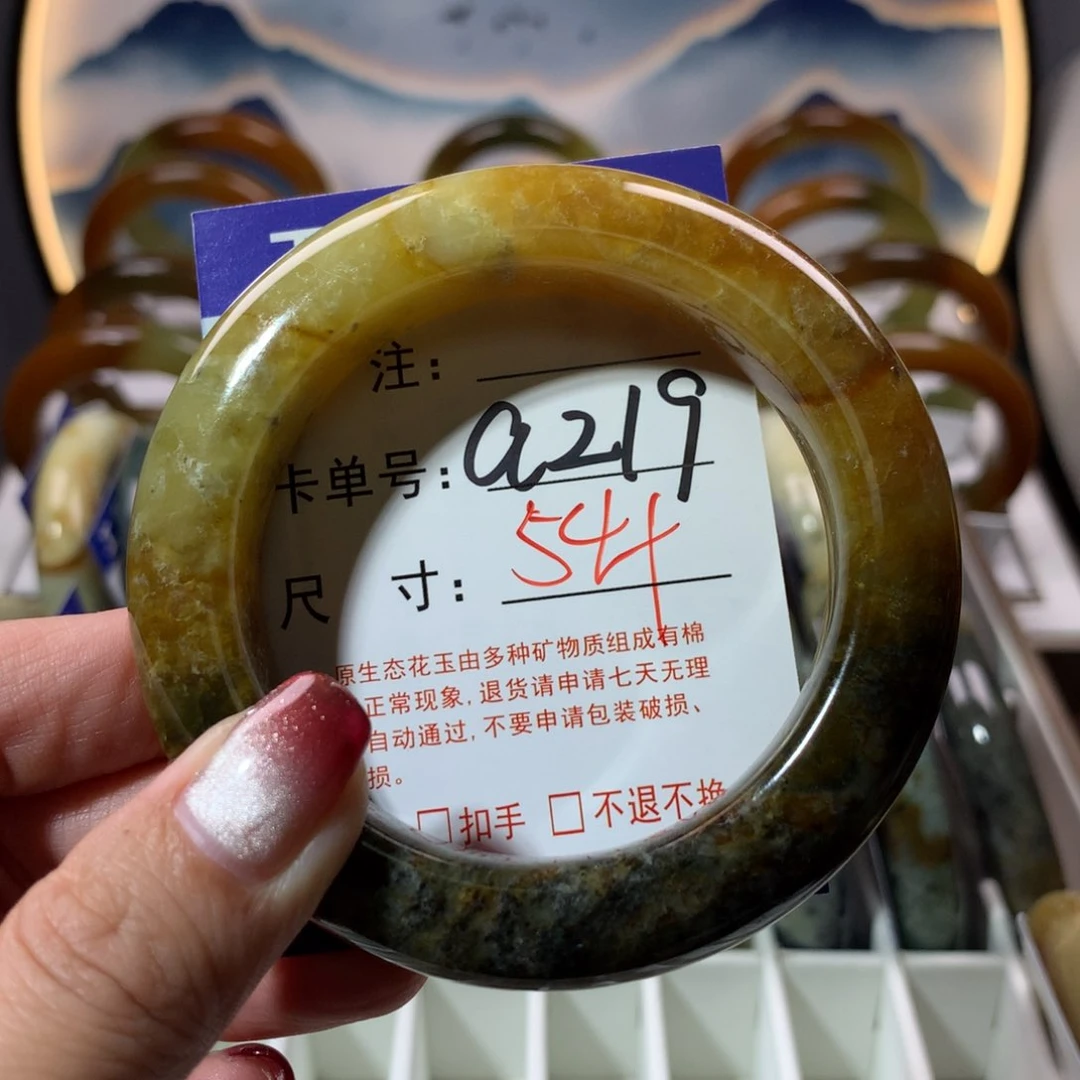 注：
卡单号：a219
尺 寸：544
原生态花玉由多种矿物质组成有棉
正常现象,退货请申请七天无理
自动通过,不要申请包装破损、
损。
□扣手 □不退不换